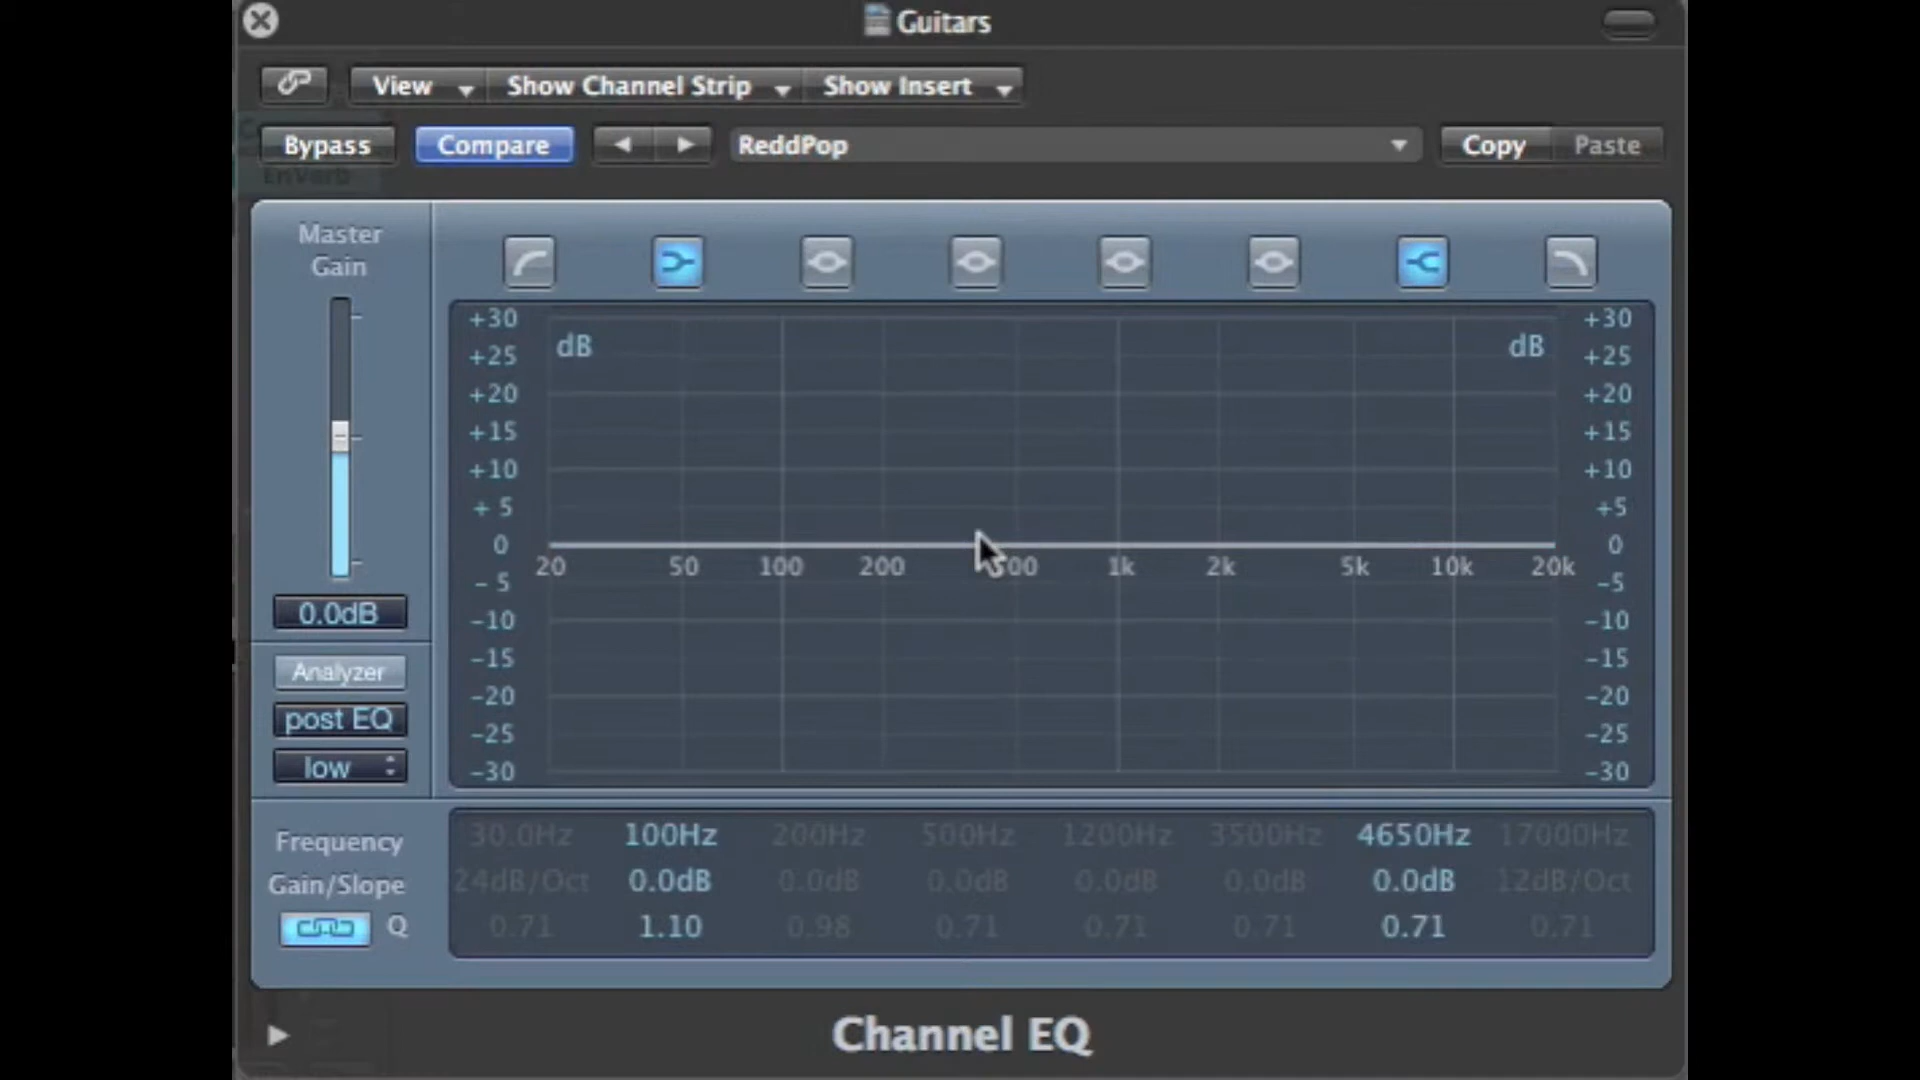 Guitars
View Show Channel Strip Show Insert
Bypass Compare ReddPop Copy Paste
EnVerb
Master
Gain
+30 +30
dB dB
+25 +25
+20 +20
+15 +15
+10 +10
+ 5 +5
0 0
20 50 100 200 1k 2k 5k 10k 20k
- 5 -5
-10 -10
0.0dB
-15 -15
Analyzer
-20 -20
post EQ
-25 -25
low
-30 -30
Frequency 30.0Hz 100Hz 200Hz 500Hz 1200Hz 3500Hz 4650Hz 17000Hz
Gain/Slope 24dB/Oct 0.0dB 0.0dB 0.0dB 0.0dB 0.0dB 0.0dB 12dB/Oct
Q 0.71 1.10 0.98 0.71 0.71 0.71 0.71 0.71
Channel EQ